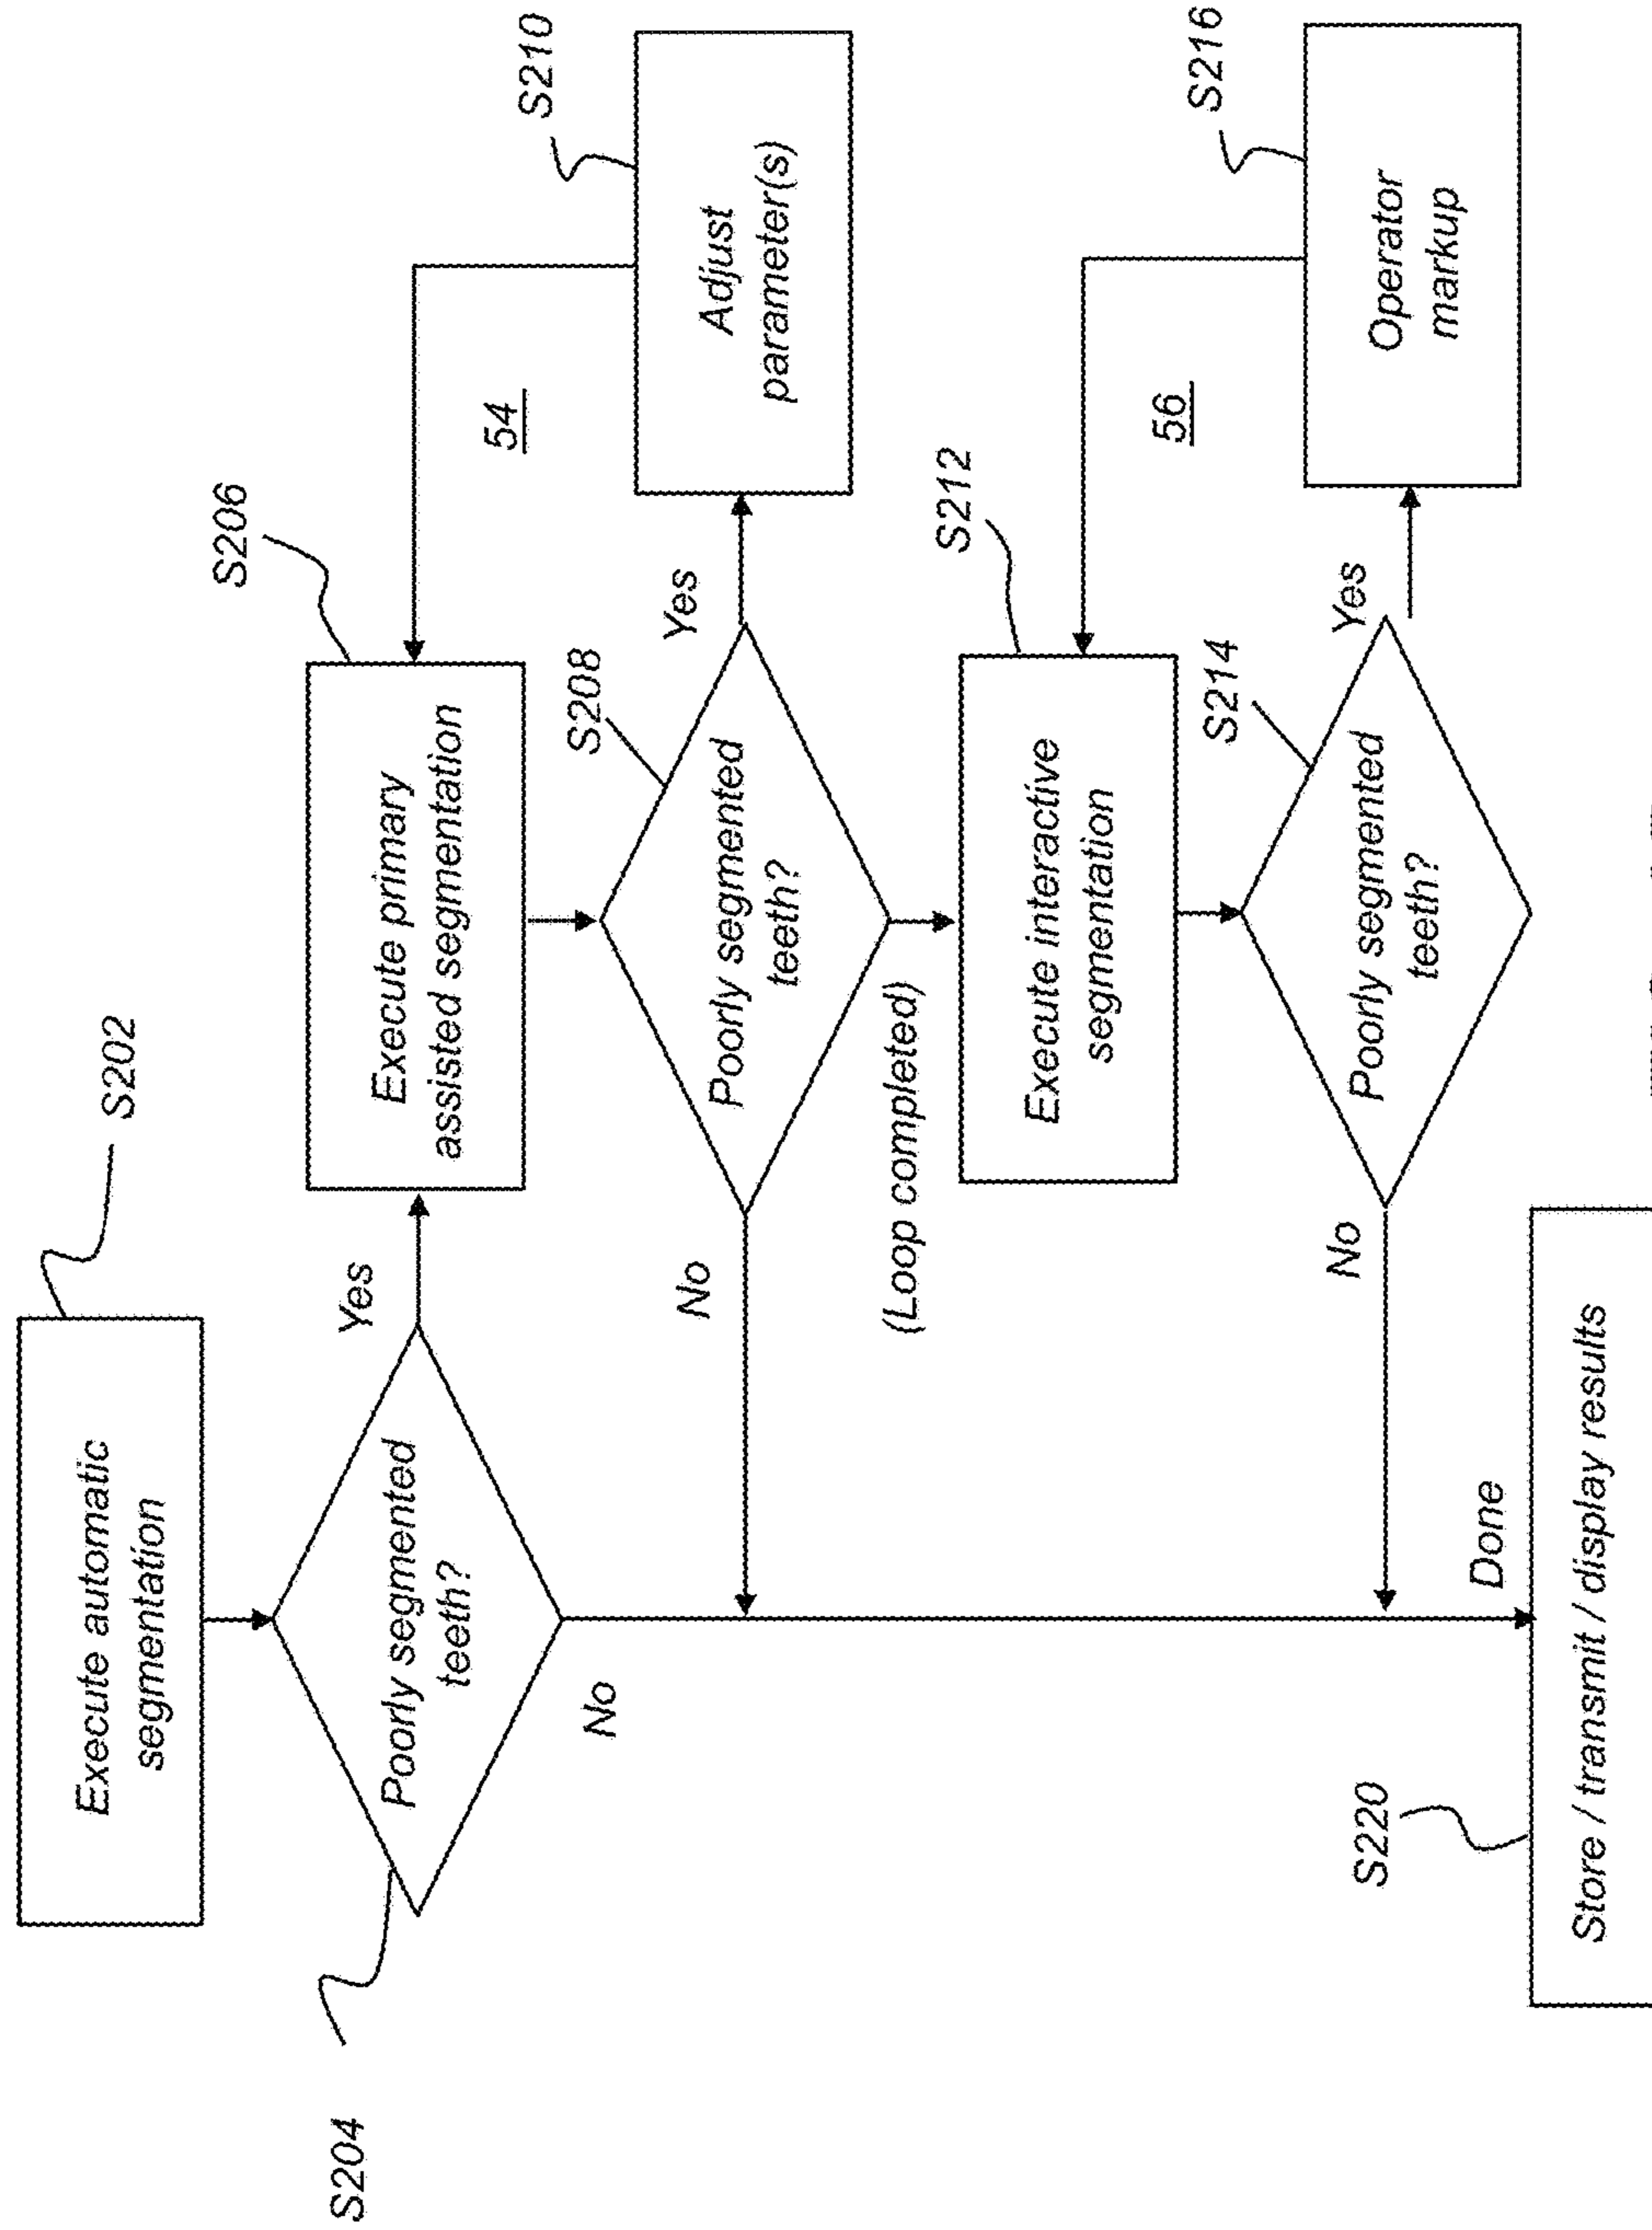 S202
Execute automatic
segmentation
S204
Poorly segmented
teeth?
Yes
No
S206
Execute primary
assisted segmentation
54
S208
Poorly segmented
teeth?
Yes
No
S210
Adjust
parameter(s)
(Loop completed)
S212
Execute interactive
segmentation
56
S214
Poorly segmented
teeth?
Yes
No
S216
Operator
markup
Done
S220
Store / transmit / display results